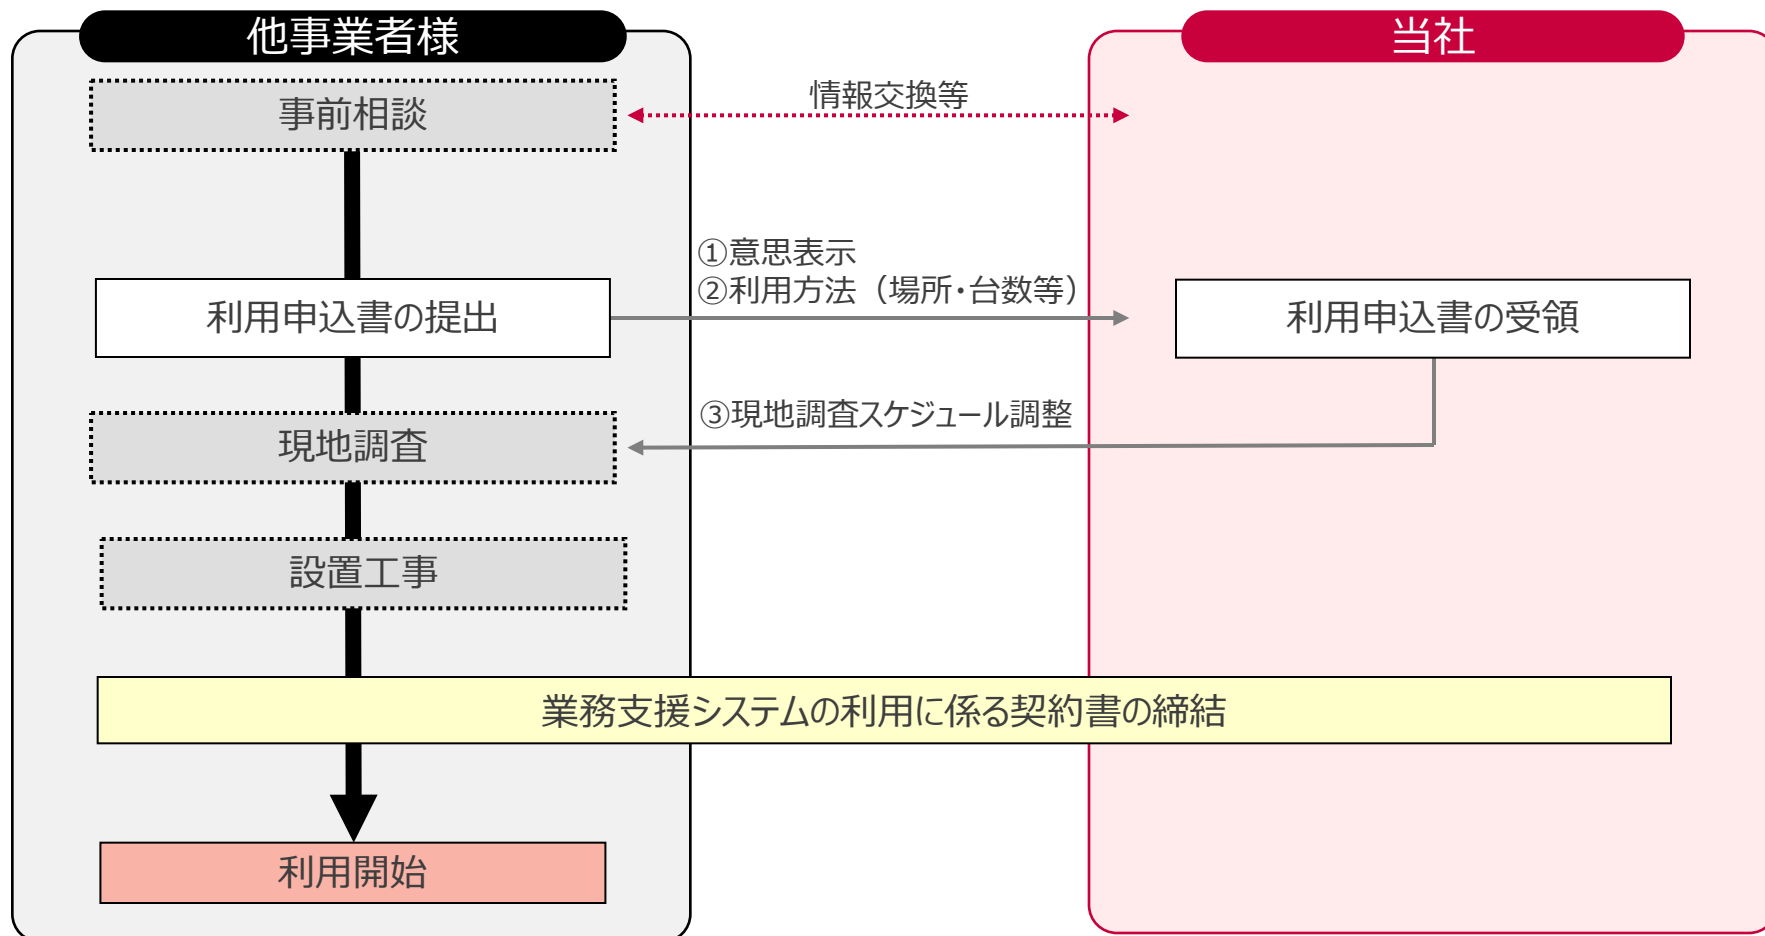 他事業者様
当社
事前相談
情報交換等
①意思表示
②利用方法（場所・台数等）
利用申込書の提出
利用申込書の受領
③現地調査スケジュール調整
現地調査
設置工事
業務支援システムの利用に係る契約書の締結
利用開始